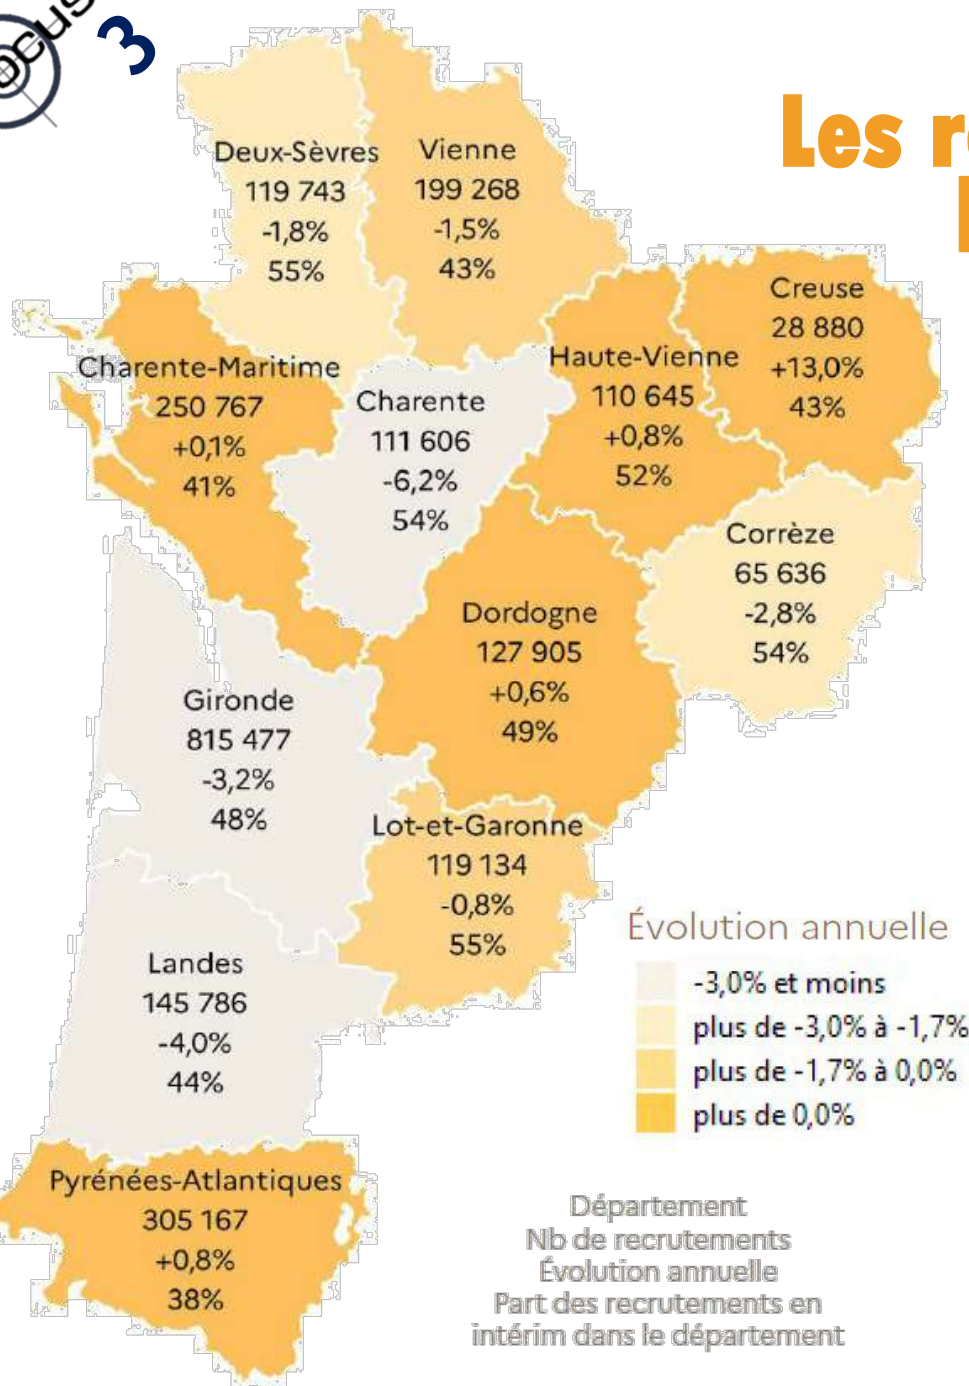 3
Les
Deux-Sèvres
119 743
-1,8%
55%
Vienne
199 268
-1,5%
43%
Creuse
28 880
+13,0%
43%
Charente-Maritime
250 767
+0,1%
41%
Charente
111 606
-6,2%
54%
Haute-Vienne
110 645
+0,8%
52%
Corrèze
65 636
-2,8%
54%
Dordogne
127 905
+0,6%
49%
Gironde
815 477
-3,2%
48%
Lot-et-Garonne
119 134
-0,8%
55%
Landes
145 786
-4,0%
44%
Pyrénées-Atlantiques
305 167
+0,8%
38%
Évolution annuelle
-3,0% et moins
plus de -3,0% à -1,7%
plus de -1,7% à 0,0%
plus de 0,0%
Département
Nb de recrutements
Évolution annuelle
Part des recrutements en
intérim dans le département